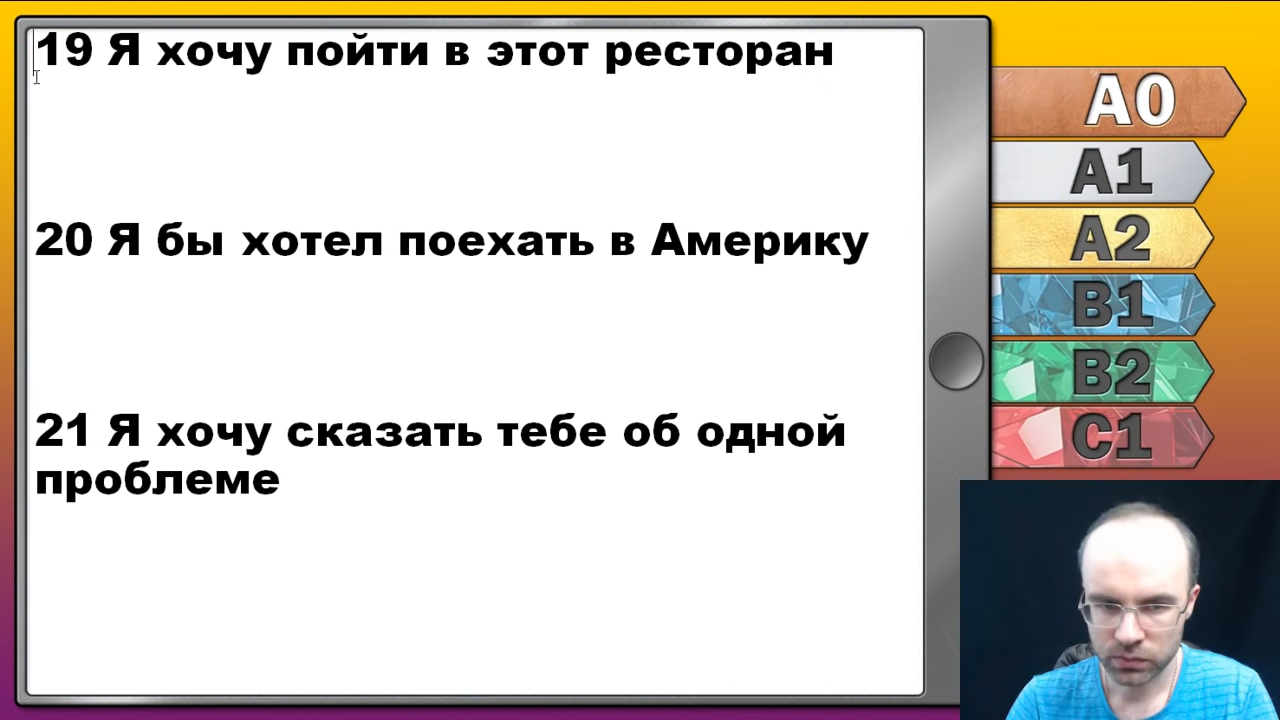 19 Я хочу пойти в этот ресторан
20 Я бы хотел поехать в Америку
21 Я хочу сказать тебе об одной
проблеме
A0
A1
A2
B1
B2
C1